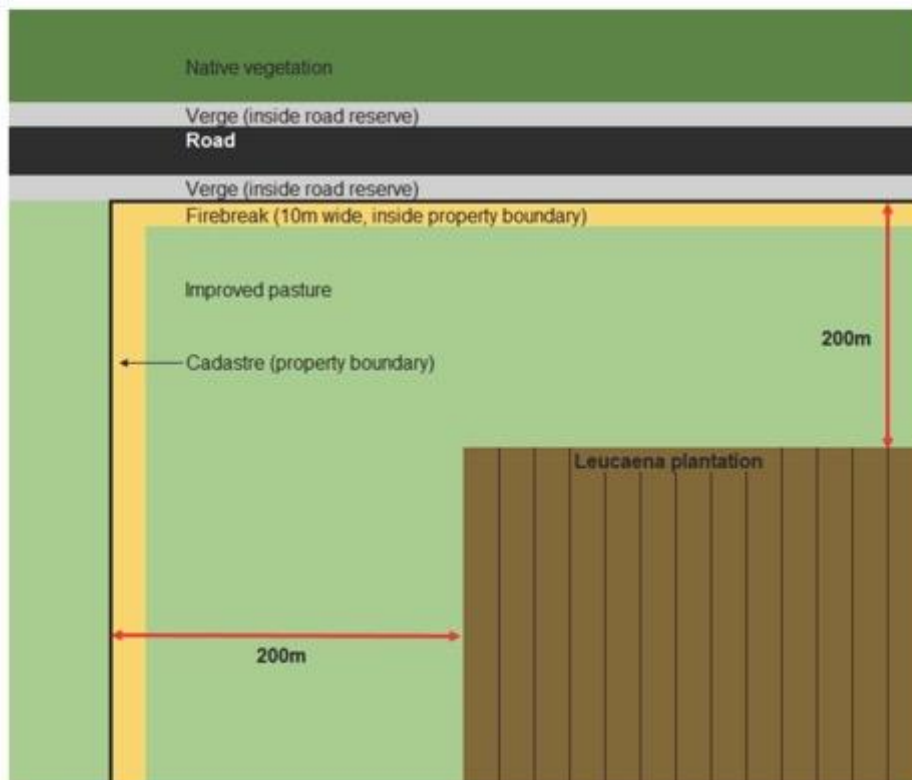 Native vegetation
Verge (inside road reserve)
Road
Verge (inside road reserve)
Firebreak (10m wide, inside property boundary)
Improved pasture
200m
Cadastre (property boundary)
Leucaena plantation
200m